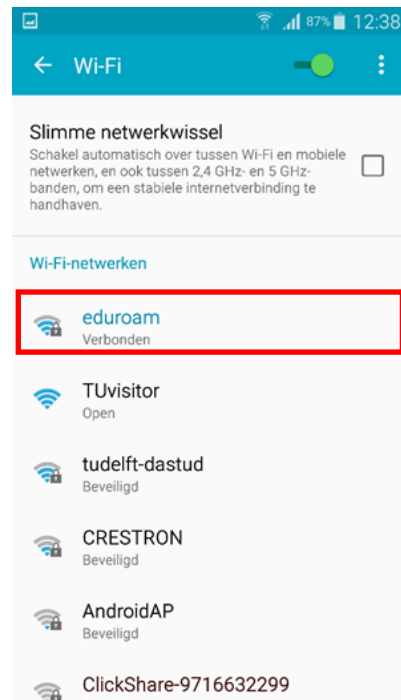 87% 12:38
Wi-Fi
Slimme netwerkwissel
Schakel automatisch over tussen Wi-Fi en mobiele
netwerken, en ook tussen 2,4 GHz- en 5 GHz-
banden, om een stabiele internetverbinding te
handhaven.
Wi-Fi-netwerken
eduroam
Verbonden
TUvisitor
Open
tudelft-dastud
Beveiligd
CRESTRON
Beveiligd
AndroidAP
Beveiligd
ClickShare-9716632299